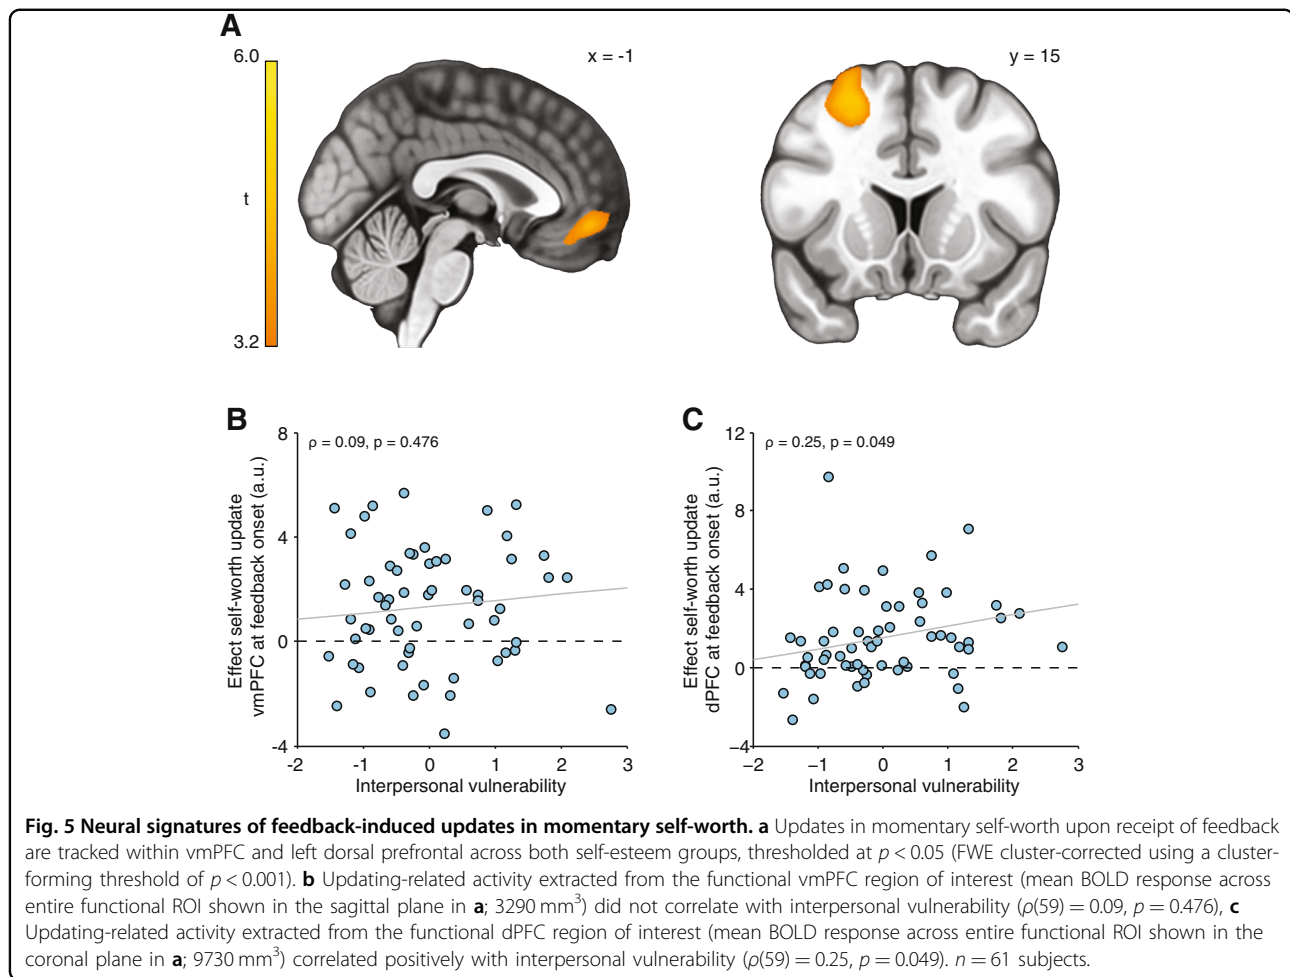 A
6.0
x = -1
y = 15
t
3.2
B
8
ρ = 0.09, p = 0.476
4
0
-4
Effect self-worth update
vmPFC at feedback onset (a.u.)
-2 -1 0 1 2 3
Interpersonal vulnerability
C
12
ρ = 0.25, p = 0.049
8
4
0
−4
Effect self-worth update
dPFC at feedback onset (a.u.)
−2 −1 0 1 2 3
Interpersonal vulnerability
Fig. 5 Neural signatures of feedback-induced updates in momentary self-worth. a Updates in momentary self-worth upon receipt of feedback
are tracked within vmPFC and left dorsal prefrontal across both self-esteem groups, thresholded at p < 0.05 (FWE cluster-corrected using a cluster-
forming threshold of p < 0.001). b Updating-related activity extracted from the functional vmPFC region of interest (mean BOLD response across
entire functional ROI shown in the sagittal plane in a; 3290 mm³) did not correlate with interpersonal vulnerability (ρ(59) = 0.09, p = 0.476), c
Updating-related activity extracted from the functional dPFC region of interest (mean BOLD response across entire functional ROI shown in the
coronal plane in a; 9730 mm³) correlated positively with interpersonal vulnerability (ρ(59) = 0.25, p = 0.049). n = 61 subjects.